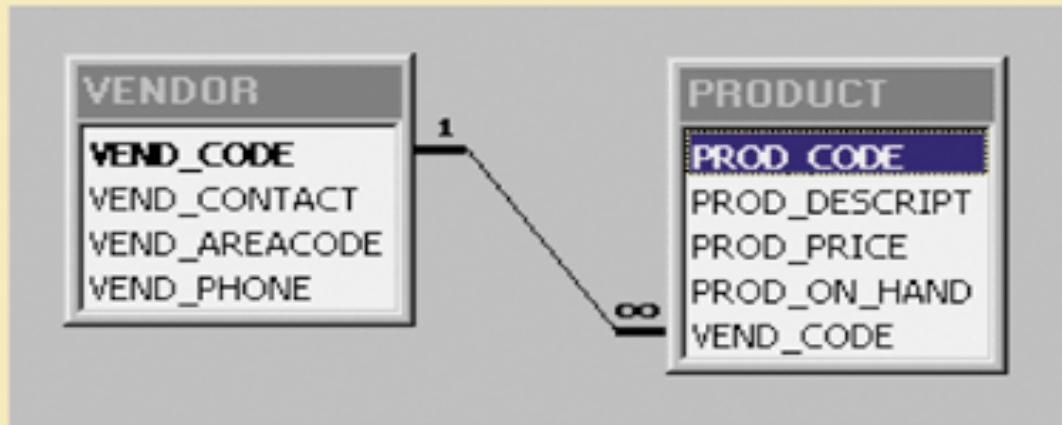 VENDOR
VEND_CODE
VEND_CONTACT
VEND_AREACODE
VEND_PHONE
1
∞
PRODUCT
PROD_CODE
PROD_DESCRIPT
PROD_PRICE
PROD_ON_HAND
VEND_CODE